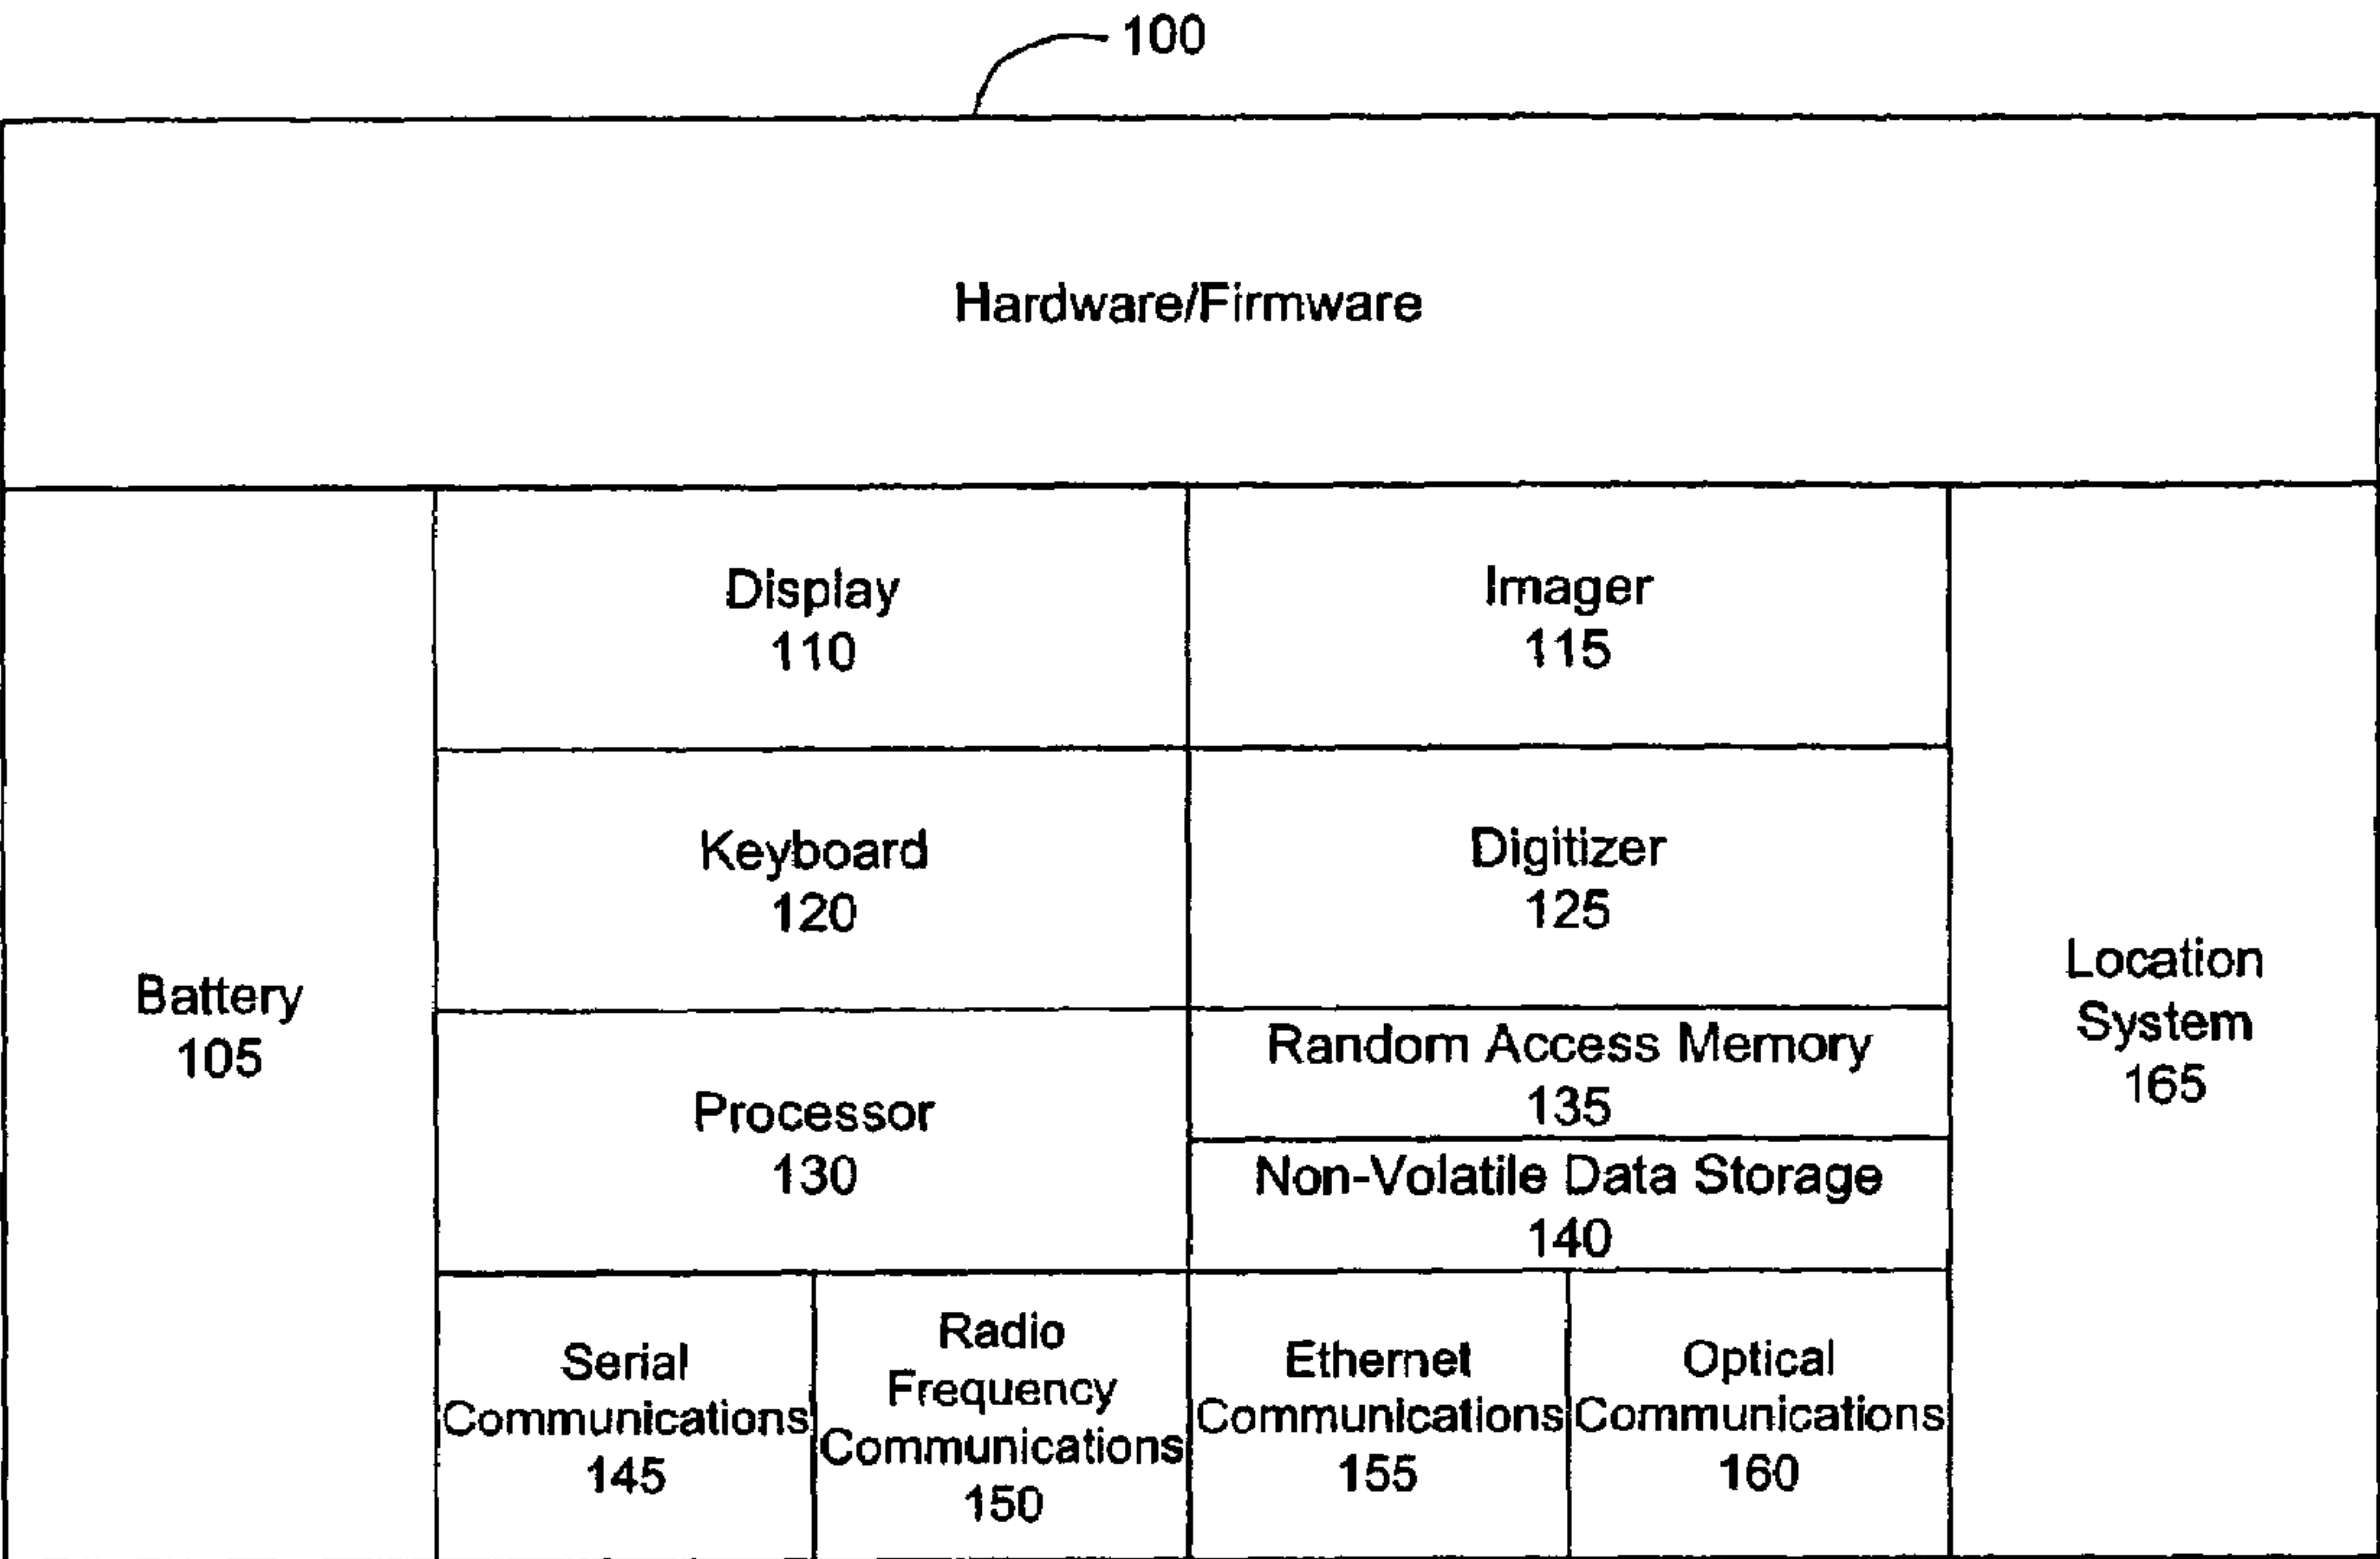 100
Hardware/Firmware
Display
110
Imager
115
Keyboard
120
Digitizer
125
Battery
105
Location
System
165
Processor
130
Random Access Memory
135
Non-Volatile Data Storage
140
Serial
Communications
145
Radio
Frequency
Communications
150
Ethernet
Communications
155
Optical
Communications
160